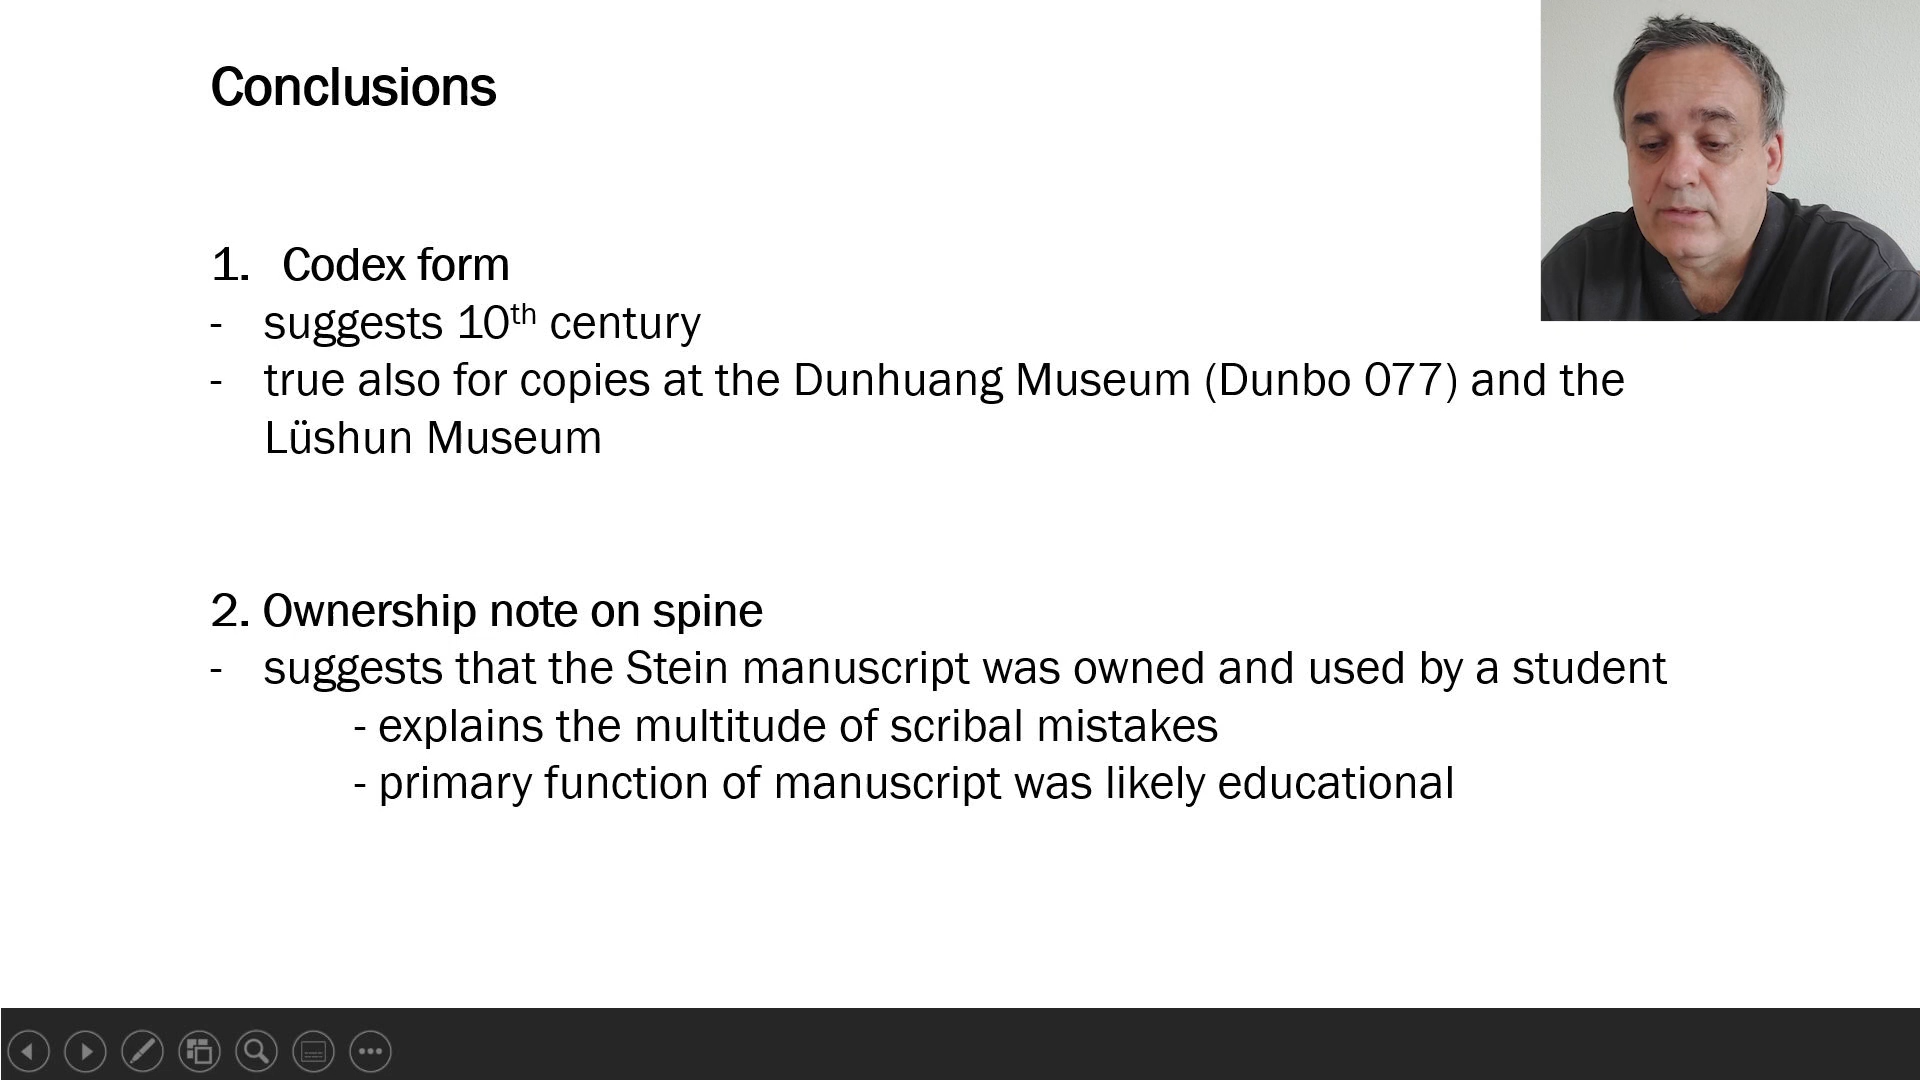 Conclusions
1. Codex form
- suggests 10th century
- true also for copies at the Dunhuang Museum (Dunbo 077) and the
Lüshun Museum
2. Ownership note on spine
- suggests that the Stein manuscript was owned and used by a student
- explains the multitude of scribal mistakes
- primary function of manuscript was likely educational